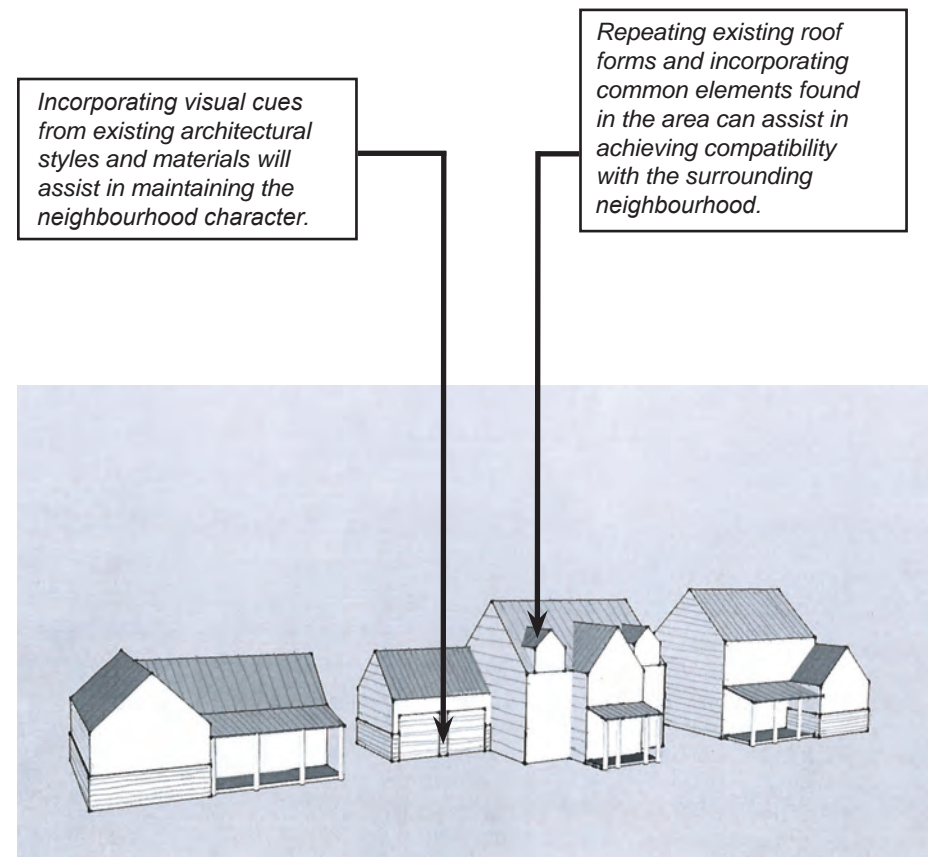 Incorporating visual cues
from existing architectural
styles and materials will
assist in maintaining the
neighbourhood character.
Repeating existing roof
forms and incorporating
common elements found
in the area can assist in
achieving compatibility
with the surrounding
neighbourhood.